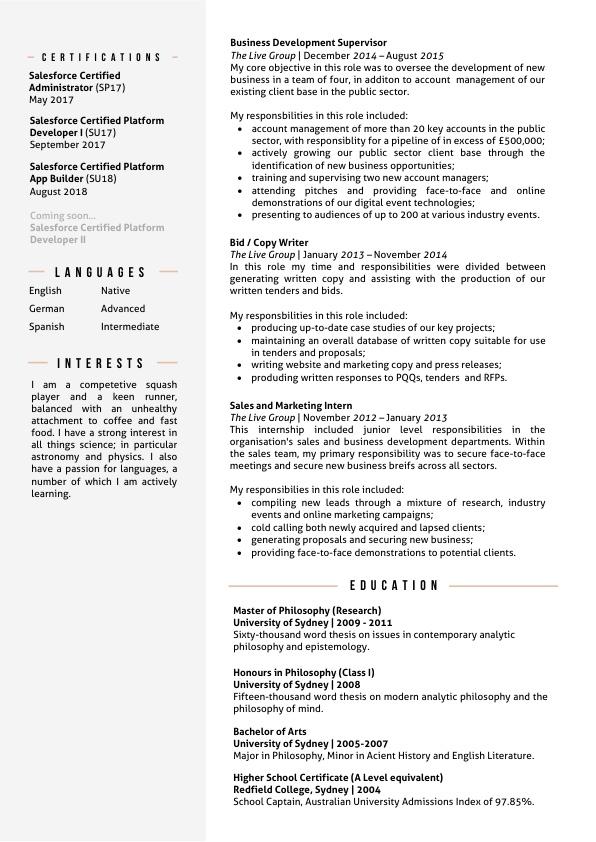 CERTIFICATIONS
Salesforce Certified
Administrator (SP17)
May 2017
Salesforce Certified Platform
Developer I (SU17)
September 2017
Salesforce Certified Platform
App Builder (SU18)
August 2018
Coming soon...
Salesforce Certified Platform
Developer II
LANGUAGES
English Native
German Advanced
Spanish Intermediate
INTERESTS
I am a competetive squash
player and a keen runner,
balanced with an unhealthy
attachment to coffee and fast
food. I have a strong interest in
all things science; in particular
astronomy and physics. I also
have a passion for languages, a
number of which I am actively
learning.
Business Development Supervisor
The Live Group | December 2014 – August 2015
My core objective in this role was to oversee the development of new
business in a team of four, in additon to account management of our
existing client base in the public sector.
My responsbilities in this role included:
• account management of more than 20 key accounts in the public
sector, with responsiblity for a pipeline of in excess of £500,000;
• actively growing our public sector client base through the
identification of new business opportunities;
• training and supervising two new account managers;
• attending pitches and providing face-to-face and online
demonstrations of our digital event technologies;
• presenting to audiences of up to 200 at various industry events.
Bid / Copy Writer
The Live Group | January 2013 – November 2014
In this role my time and responsibilities were divided between
generating written copy and assisting with the production of our
written tenders and bids.
My responsbilities in this role included:
• producing up-to-date case studies of our key projects;
• maintaining an overall database of written copy suitable for use
in tenders and proposals;
• writing website and marketing copy and press releases;
• produding written responses to PQQs, tenders and RFPs.
Sales and Marketing Intern
The Live Group | November 2012 – January 2013
This internship included junior level responsibilities in the
organisation's sales and business development departments. Within
the sales team, my primary responsibility was to secure face-to-face
meetings and secure new business breifs across all sectors.
My responsibilies in this role included:
• compiling new leads through a mixture of research, industry
events and online marketing campaigns;
• cold calling both newly acquired and lapsed clients;
• generating proposals and securing new business;
• providing face-to-face demonstrations to potential clients.
EDUCATION
Master of Philosophy (Research)
University of Sydney | 2009 - 2011
Sixty-thousand word thesis on issues in contemporary analytic
philosophy and epistemology.
Honours in Philosophy (Class I)
University of Sydney | 2008
Fifteen-thousand word thesis on modern analytic philosophy and the
philosophy of mind.
Bachelor of Arts
University of Sydney | 2005-2007
Major in Philosophy, Minor in Acient History and English Literature.
Higher School Certificate (A Level equivalent)
Redfield College, Sydney | 2004
School Captain, Australian University Admissions Index of 97.85%.